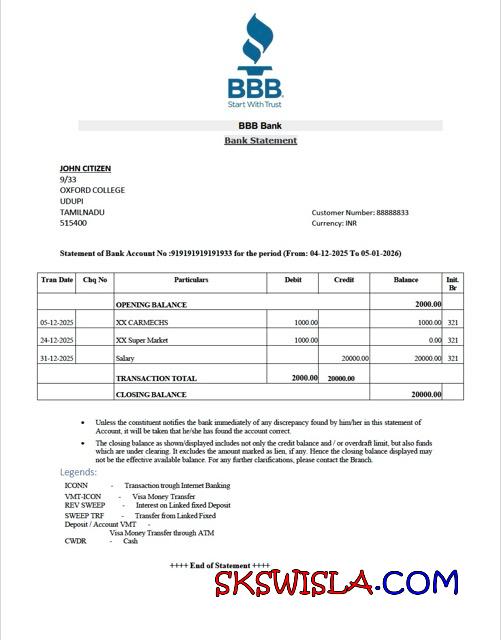 BBB
Start With Trust
BBB Bank
Bank Statement
JOHN CITIZEN
9/33
OXFORD COLLEGE
UDUPI
TAMILNADU
515400
Customer Number: 88888833
Currency: INR
Statement of Bank Account No :919191919191933 for the period (From: 04-12-2025 To 05-01-2026)
Tran Date Chq No Particulars Debit Credit Balance Init. Br
OPENING BALANCE 2000.00
05-12-2025 XX CARMECHS 1000.00 1000.00 321
24-12-2025 XX Super Market 1000.00 0.00 321
31-12-2025 Salary 20000.00 20000.00 321
TRANSACTION TOTAL 2000.00 20000.00
CLOSING BALANCE 20000.00
• Unless the constituent notifies the bank immediately of any discrepancy found by him/her in this statement of
Account, it will be taken that he/she has found the account correct.
• The closing balance as shown/displayed includes not only the credit balance and / or overdraft limit, but also finds
which are under clearing. It excludes the amount marked as lien, if any. Hence the closing balance displayed may
not be the effective available balance. For any further clarifications, please contact the Branch.
Legends:
ICONN - Transaction trough Internet Banking
VMT-ICON - Visa Money Transfer
REV SWEEP - Interest on Linked fixed Deposit
SWEEP TRF - Transfer from Linked Fixed
Deposit / Account VMT -
Visa Money Transfer through ATM
CWDR - Cash
++++ End of Statement ++++
SKSWISLA.COM